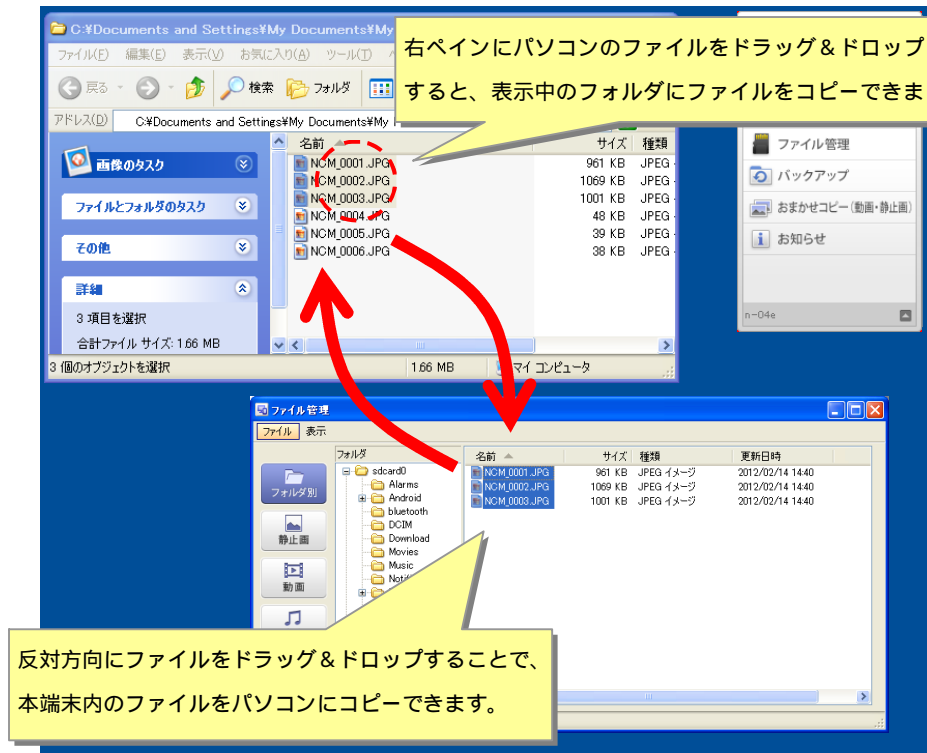 C:¥Documents and Settings¥My Documents¥My
ファイル(F) 編集(E) 表示(V) お気に入り(A) ツール(T)
右ペインにパソコンのファイルをドラッグ＆ドロップ
すると、表示中のフォルダにファイルをコピーできま
戻る 検索 フォルダ
アドレス(D) C:¥Documents and Settings¥My Documents¥My
名前 サイズ 種類
画像のタスク
ファイルとフォルダのタスク
その他
詳細
3 項目を選択
合計ファイル サイズ: 1.66 MB
NCM_0001.JPG 961 KB JPEG
NCM_0002.JPG 1069 KB JPEG
NCM_0003.JPG 1001 KB JPEG
NCM_0004.JPG 48 KB JPEG
NCM_0005.JPG 39 KB JPEG
NCM_0006.JPG 38 KB JPEG
3 個のオブジェクトを選択 1.66 MB マイ コンピュータ
ファイル管理
バックアップ
おまかせコピー(動画・静止画)
お知らせ
n-04e
ファイル管理
ファイル 表示
フォルダ別
静止画
動画
フォルダ
sdcard0
Alarms
Android
bluetooth
DCIM
Download
Movies
Music
名前 サイズ 種類 更新日時
NCM_0001.JPG 961 KB JPEG イメージ 2012/02/14 14:40
NCM_0002.JPG 1069 KB JPEG イメージ 2012/02/14 14:40
NCM_0003.JPG 1001 KB JPEG イメージ 2012/02/14 14:40
反対方向にファイルをドラッグ＆ドロップすることで、
本端末内のファイルをパソコンにコピーできます。